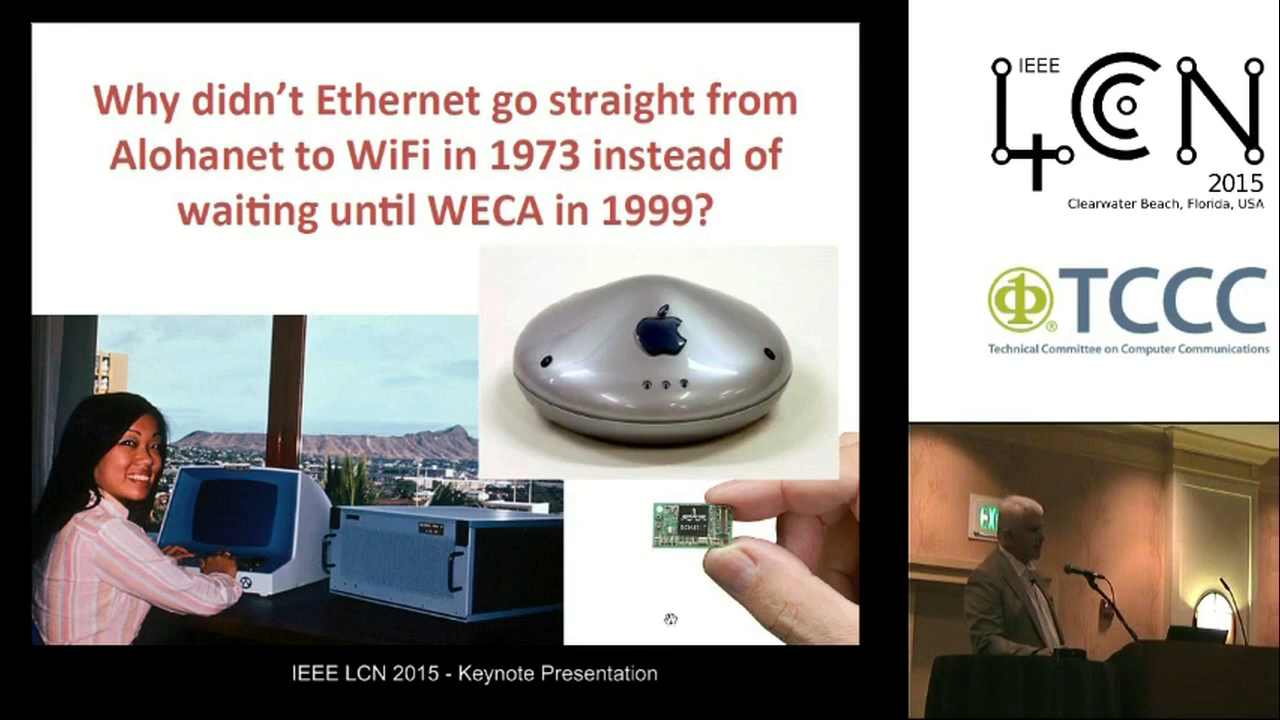 Why didn't Ethernet go straight from
Alohanet to WiFi in 1973 instead of
waiting until WECA in 1999?
IEEE LCN 2015 - Keynote Presentation
IEEE
LCN
2015
Clearwater Beach, Florida, USA
TCCC
®
Technical Committee on Computer Communications